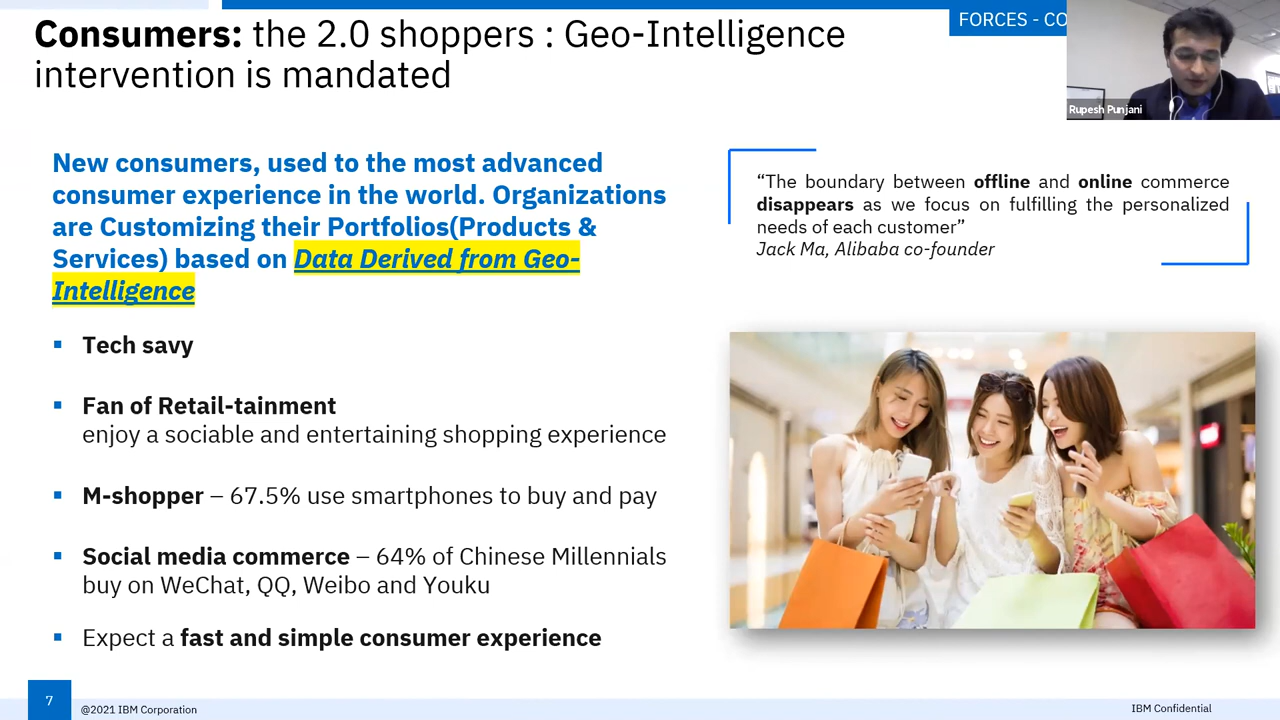 FORCES - CO
Consumers: the 2.0 shoppers : Geo-Intelligence
intervention is mandated
Rupesh Punjani
New consumers, used to the most advanced
consumer experience in the world. Organizations
are Customizing their Portfolios(Products &
Services) based on Data Derived from Geo-
Intelligence
▪ Tech savy
▪ Fan of Retail-tainment
enjoy a sociable and entertaining shopping experience
▪ M-shopper – 67.5% use smartphones to buy and pay
▪ Social media commerce – 64% of Chinese Millennials
buy on WeChat, QQ, Weibo and Youku
▪ Expect a fast and simple consumer experience
“The boundary between offline and online commerce
disappears as we focus on fulfilling the personalized
needs of each customer”
Jack Ma, Alibaba co-founder
7
@2021 IBM Corporation
IBM Confidential